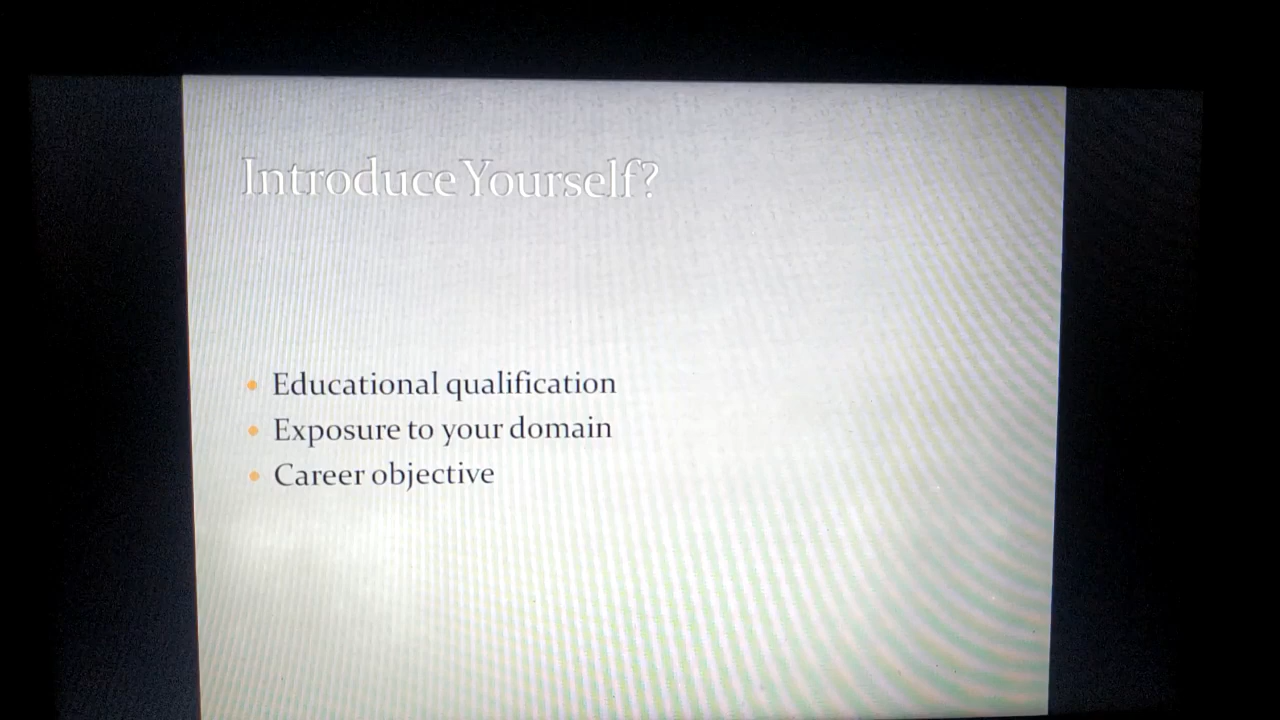 Introduce Yourself?
• Educational qualification
• Exposure to your domain
• Career objective